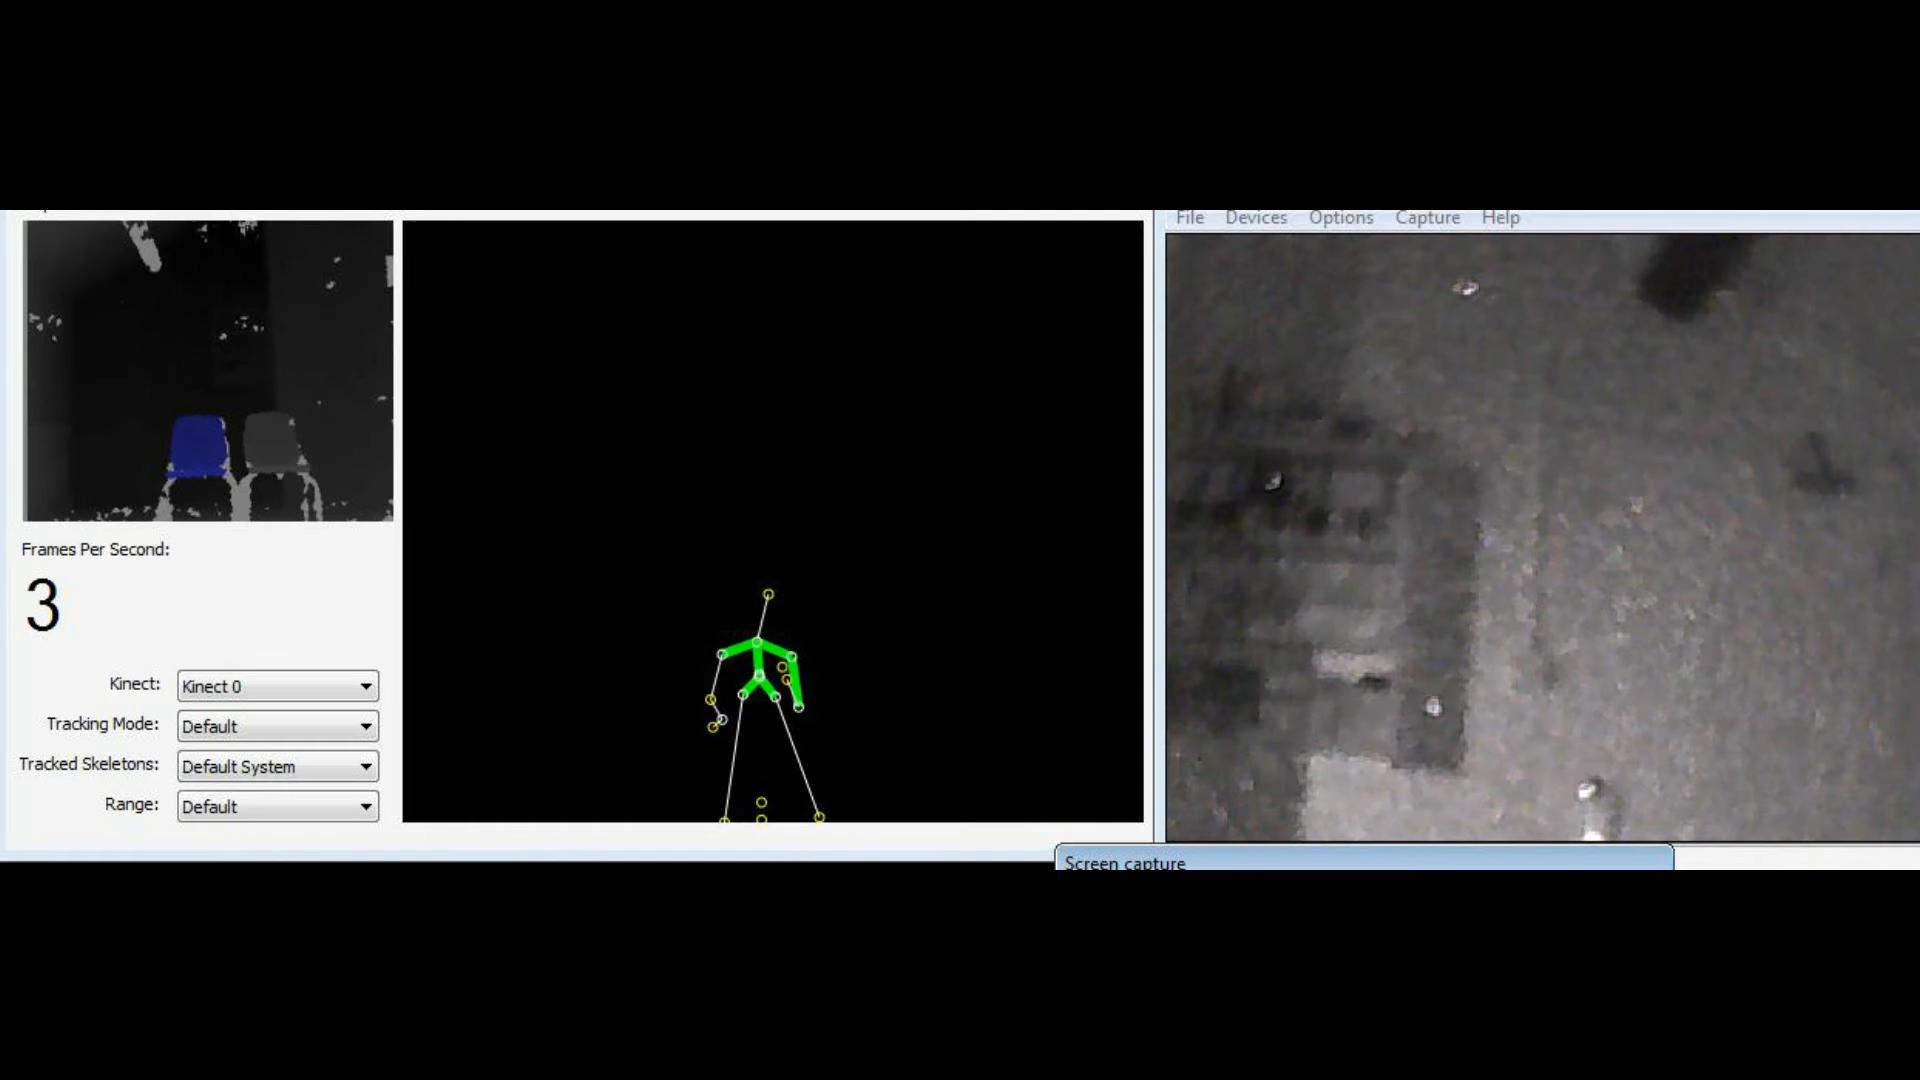 File Devices Options Capture Help
Frames Per Second:
3
Kinect: Kinect 0
Tracking Mode: Default
Tracked Skeletons: Default System
Range: Default
Screen capture